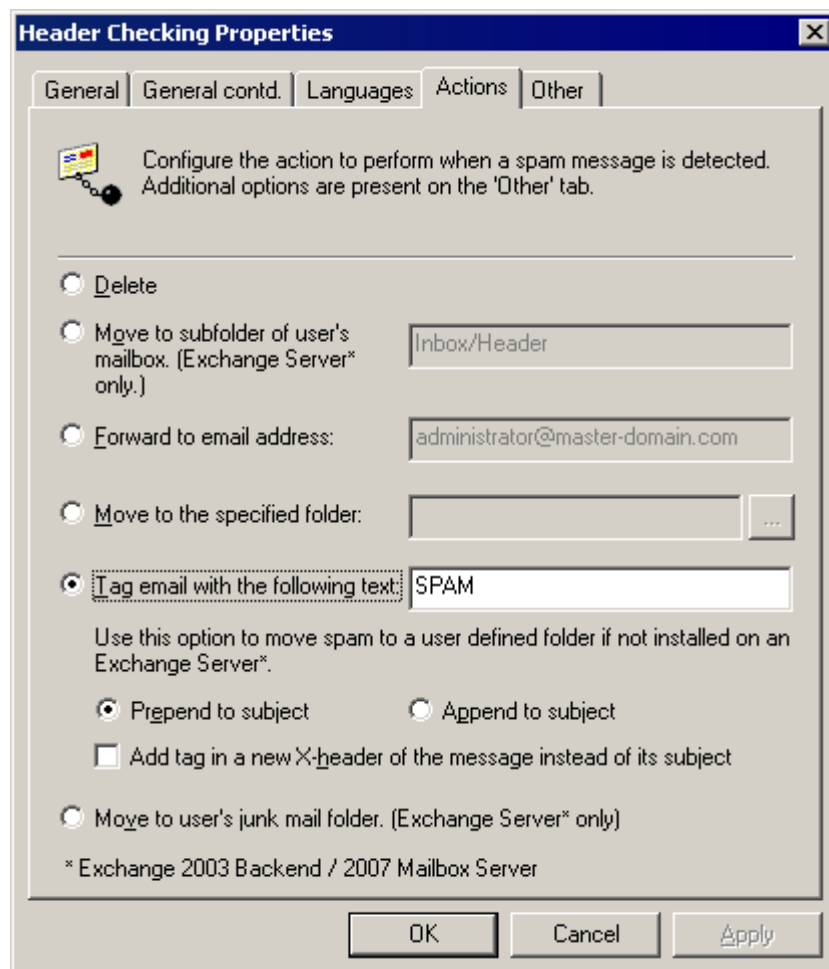 Header Checking Properties
General General contd. Languages Actions Other
Configure the action to perform when a spam message is detected.
Additional options are present on the 'Other' tab.
Delete
Move to subfolder of user's
mailbox. (Exchange Server*
only.)
Inbox/Header
Forward to email address: administrator@master-domain.com
Move to the specified folder: ...
Tag email with the following text: SPAM
Use this option to move spam to a user defined folder if not installed on an
Exchange Server*.
Prepend to subject Append to subject
Add tag in a new X-header of the message instead of its subject
Move to user's junk mail folder. (Exchange Server* only)
* Exchange 2003 Backend / 2007 Mailbox Server
OK Cancel Apply